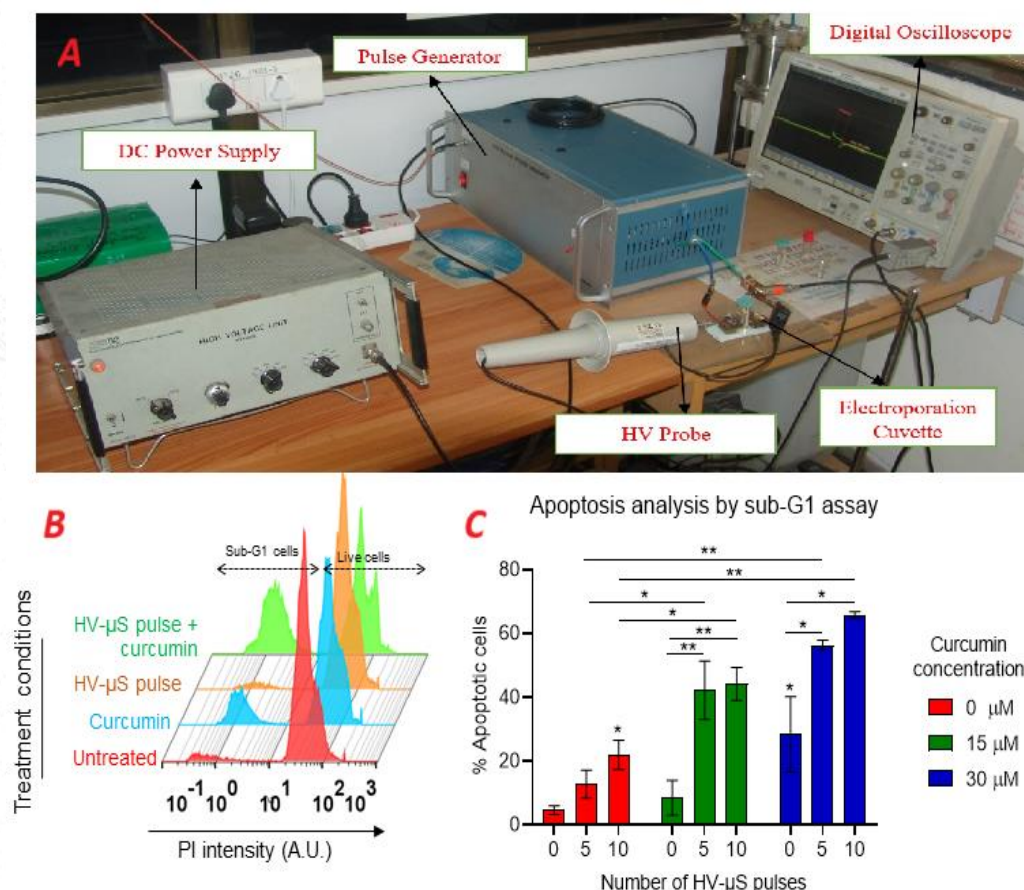 A
Pulse Generator
Digital Oscilloscope
DC Power Supply
HIGH VOLTAGE UNIT
HV Probe
Electroporation
Cuvette
B
Sub-G1 cells
Live cells
Treatment conditions
HV-µS pulse +
curcumin
HV-µS pulse
Curcumin
Untreated
10-1 100 101 102 103
PI intensity (A.U.)
C
Apoptosis analysis by sub-G1 assay
% Apoptotic cells
80
60
40
20
0
**
**
*
*
*
*
**
**
*
*
*
0 5 10 0 5 10 0 5 10
Number of HV-µS pulses
Curcumin
concentration
0 µM
15 µM
30 µM